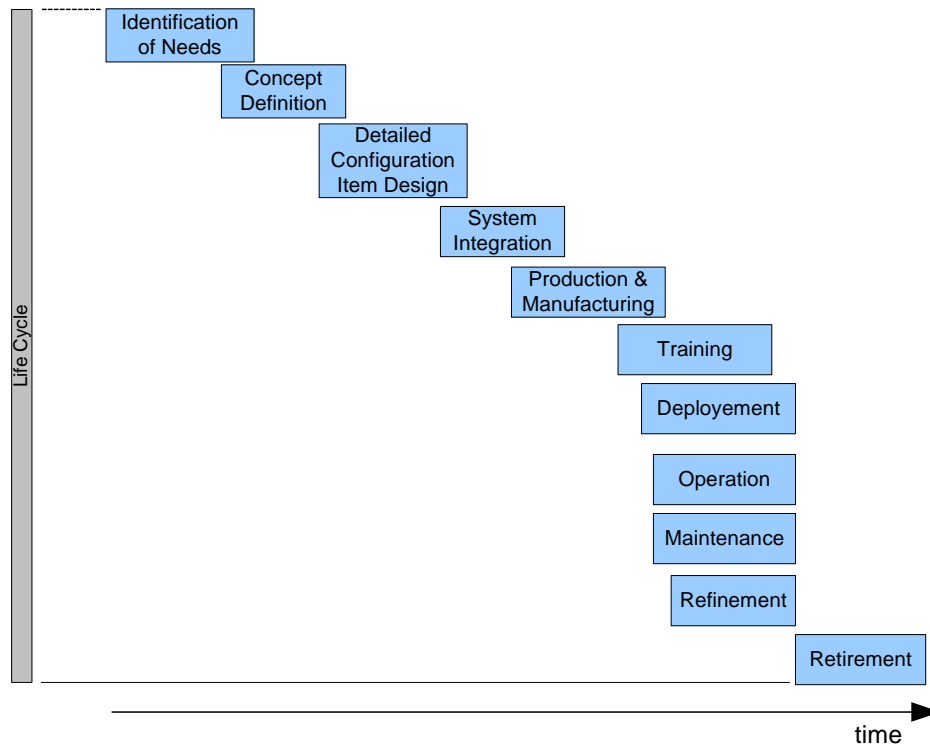 Identification
of Needs
Concept
Definition
Detailed
Configuration
Item Design
System
Integration
Production &
Manufacturing
Life Cycle
Training
Deployement
Operation
Maintenance
Refinement
Retirement
time